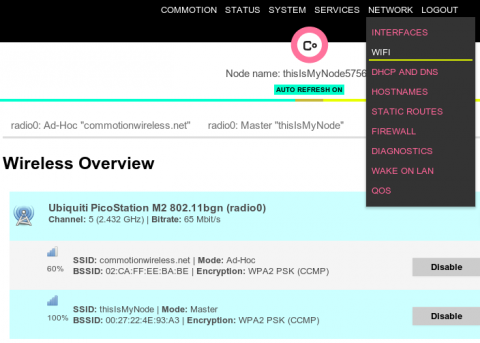 COMMOTION STATUS SYSTEM SERVICES NETWORK LOGOUT
INTERFACES
WIFI
DHCP AND DNS
HOSTNAMES
STATIC ROUTES
FIREWALL
DIAGNOSTICS
WAKE ON LAN
QOS
Co
Node name: thisIsMyNode5756
AUTO REFRESH ON
radio0: Ad-Hoc "commotionwireless.net" radio0: Master "thisIsMyNode"
Wireless Overview
Ubiquiti PicoStation M2 802.11bgn (radio0)
Channel: 5 (2.432 GHz) | Bitrate: 65 Mbit/s
SSID: commotionwireless.net | Mode: Ad-Hoc
60% BSSID: 02:CA:FF:EE:BA:BE | Encryption: WPA2 PSK (CCMP)
Disable
SSID: thisIsMyNode | Mode: Master
100% BSSID: 00:27:22:4E:93:A3 | Encryption: WPA2 PSK (CCMP)
Disable